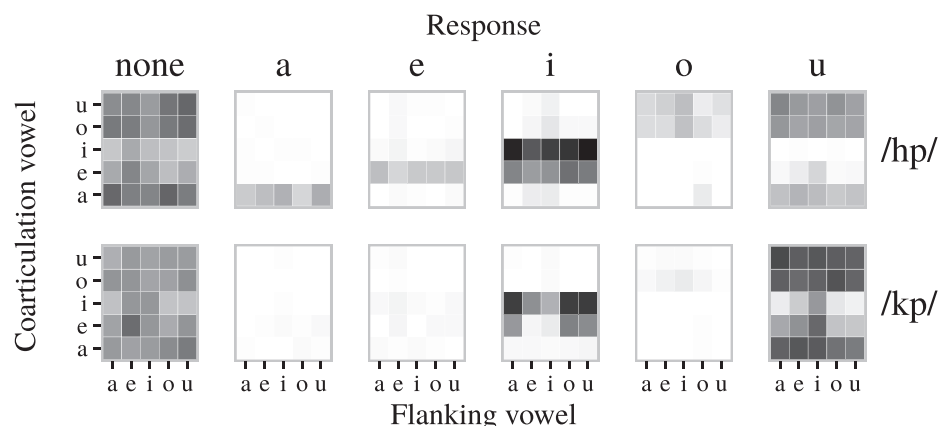 Response
none a e i o u
Coarticulation vowel
u
o
i
e
a
/hp/
u
o
i
e
a
/kp/
a e i o u a e i o u a e i o u a e i o u a e i o u a e i o u
Flanking vowel